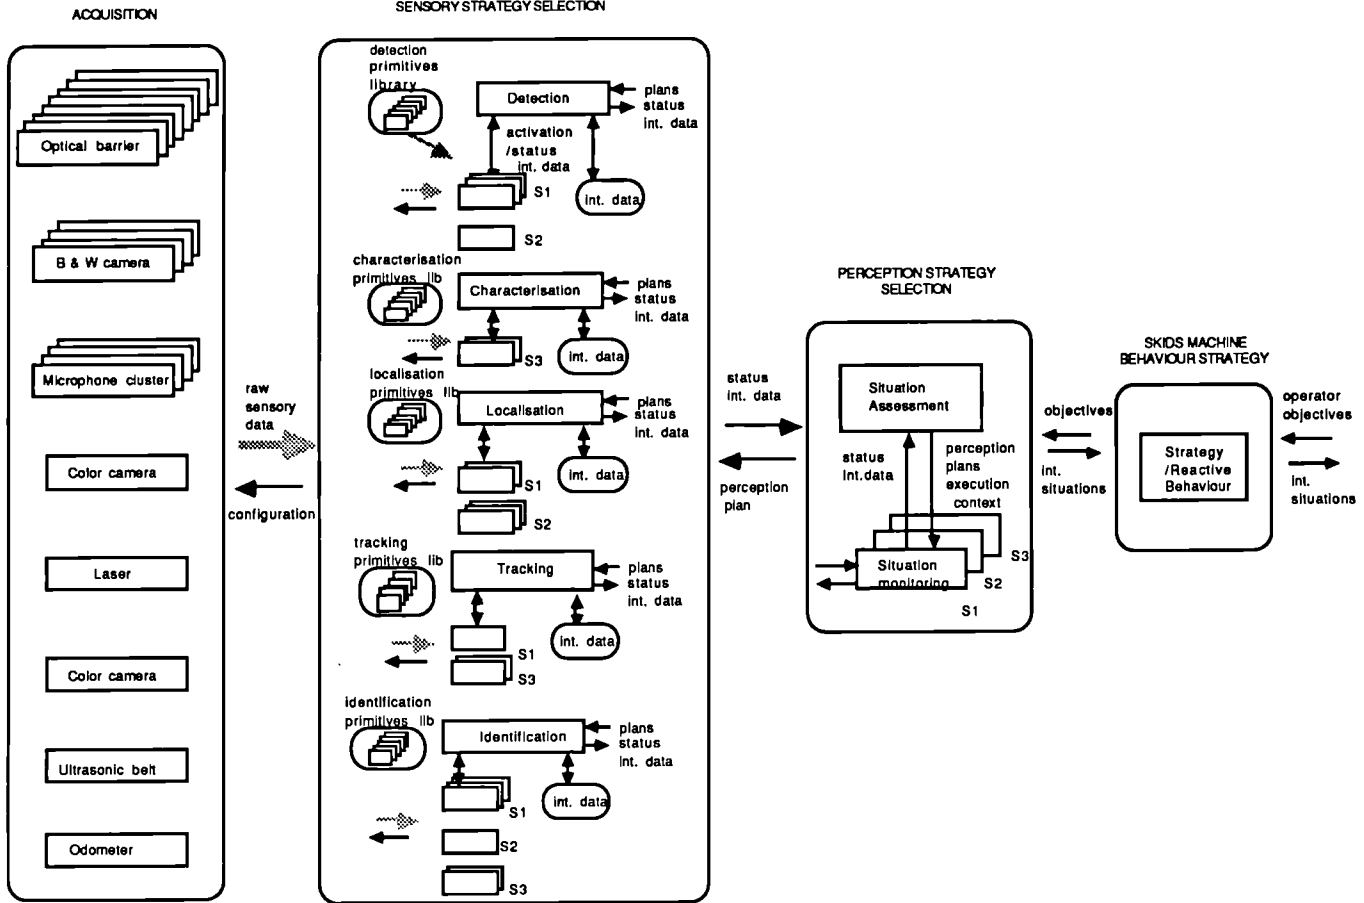 ACQUISITION
Optical barrier
B & W camera
Microphone cluster
Color camera
Laser
Color camera
Ultrasonic belt
Odometer
raw
sensory
data
configuration
SENSORY STRATEGY SELECTION
detection
primitives
library
Detection
plans
status
int. data
activation
/status
int. data
S1
int. data
S2
characterisation
primitives lib
Characterisation
plans
status
int. data
S3
int. data
localisation
primitives lib
Localisation
plans
status
int. data
S1
int. data
S2
tracking
primitives lib
Tracking
plans
status
int. data
S1
int. data
S3
identification
primitives lib
Identification
plans
status
int. data
S1
int. data
S2
S3
status
int. data
perception
plan
PERCEPTION STRATEGY
SELECTION
Situation
Assessment
status
int.data
perception
plans
execution
context
Situation
monitoring
S3
S2
S1
objectives
int.
situations
SKIDS MACHINE
BEHAVIOUR STRATEGY
Strategy
/Reactive
Behaviour
operator
objectives
int.
situations